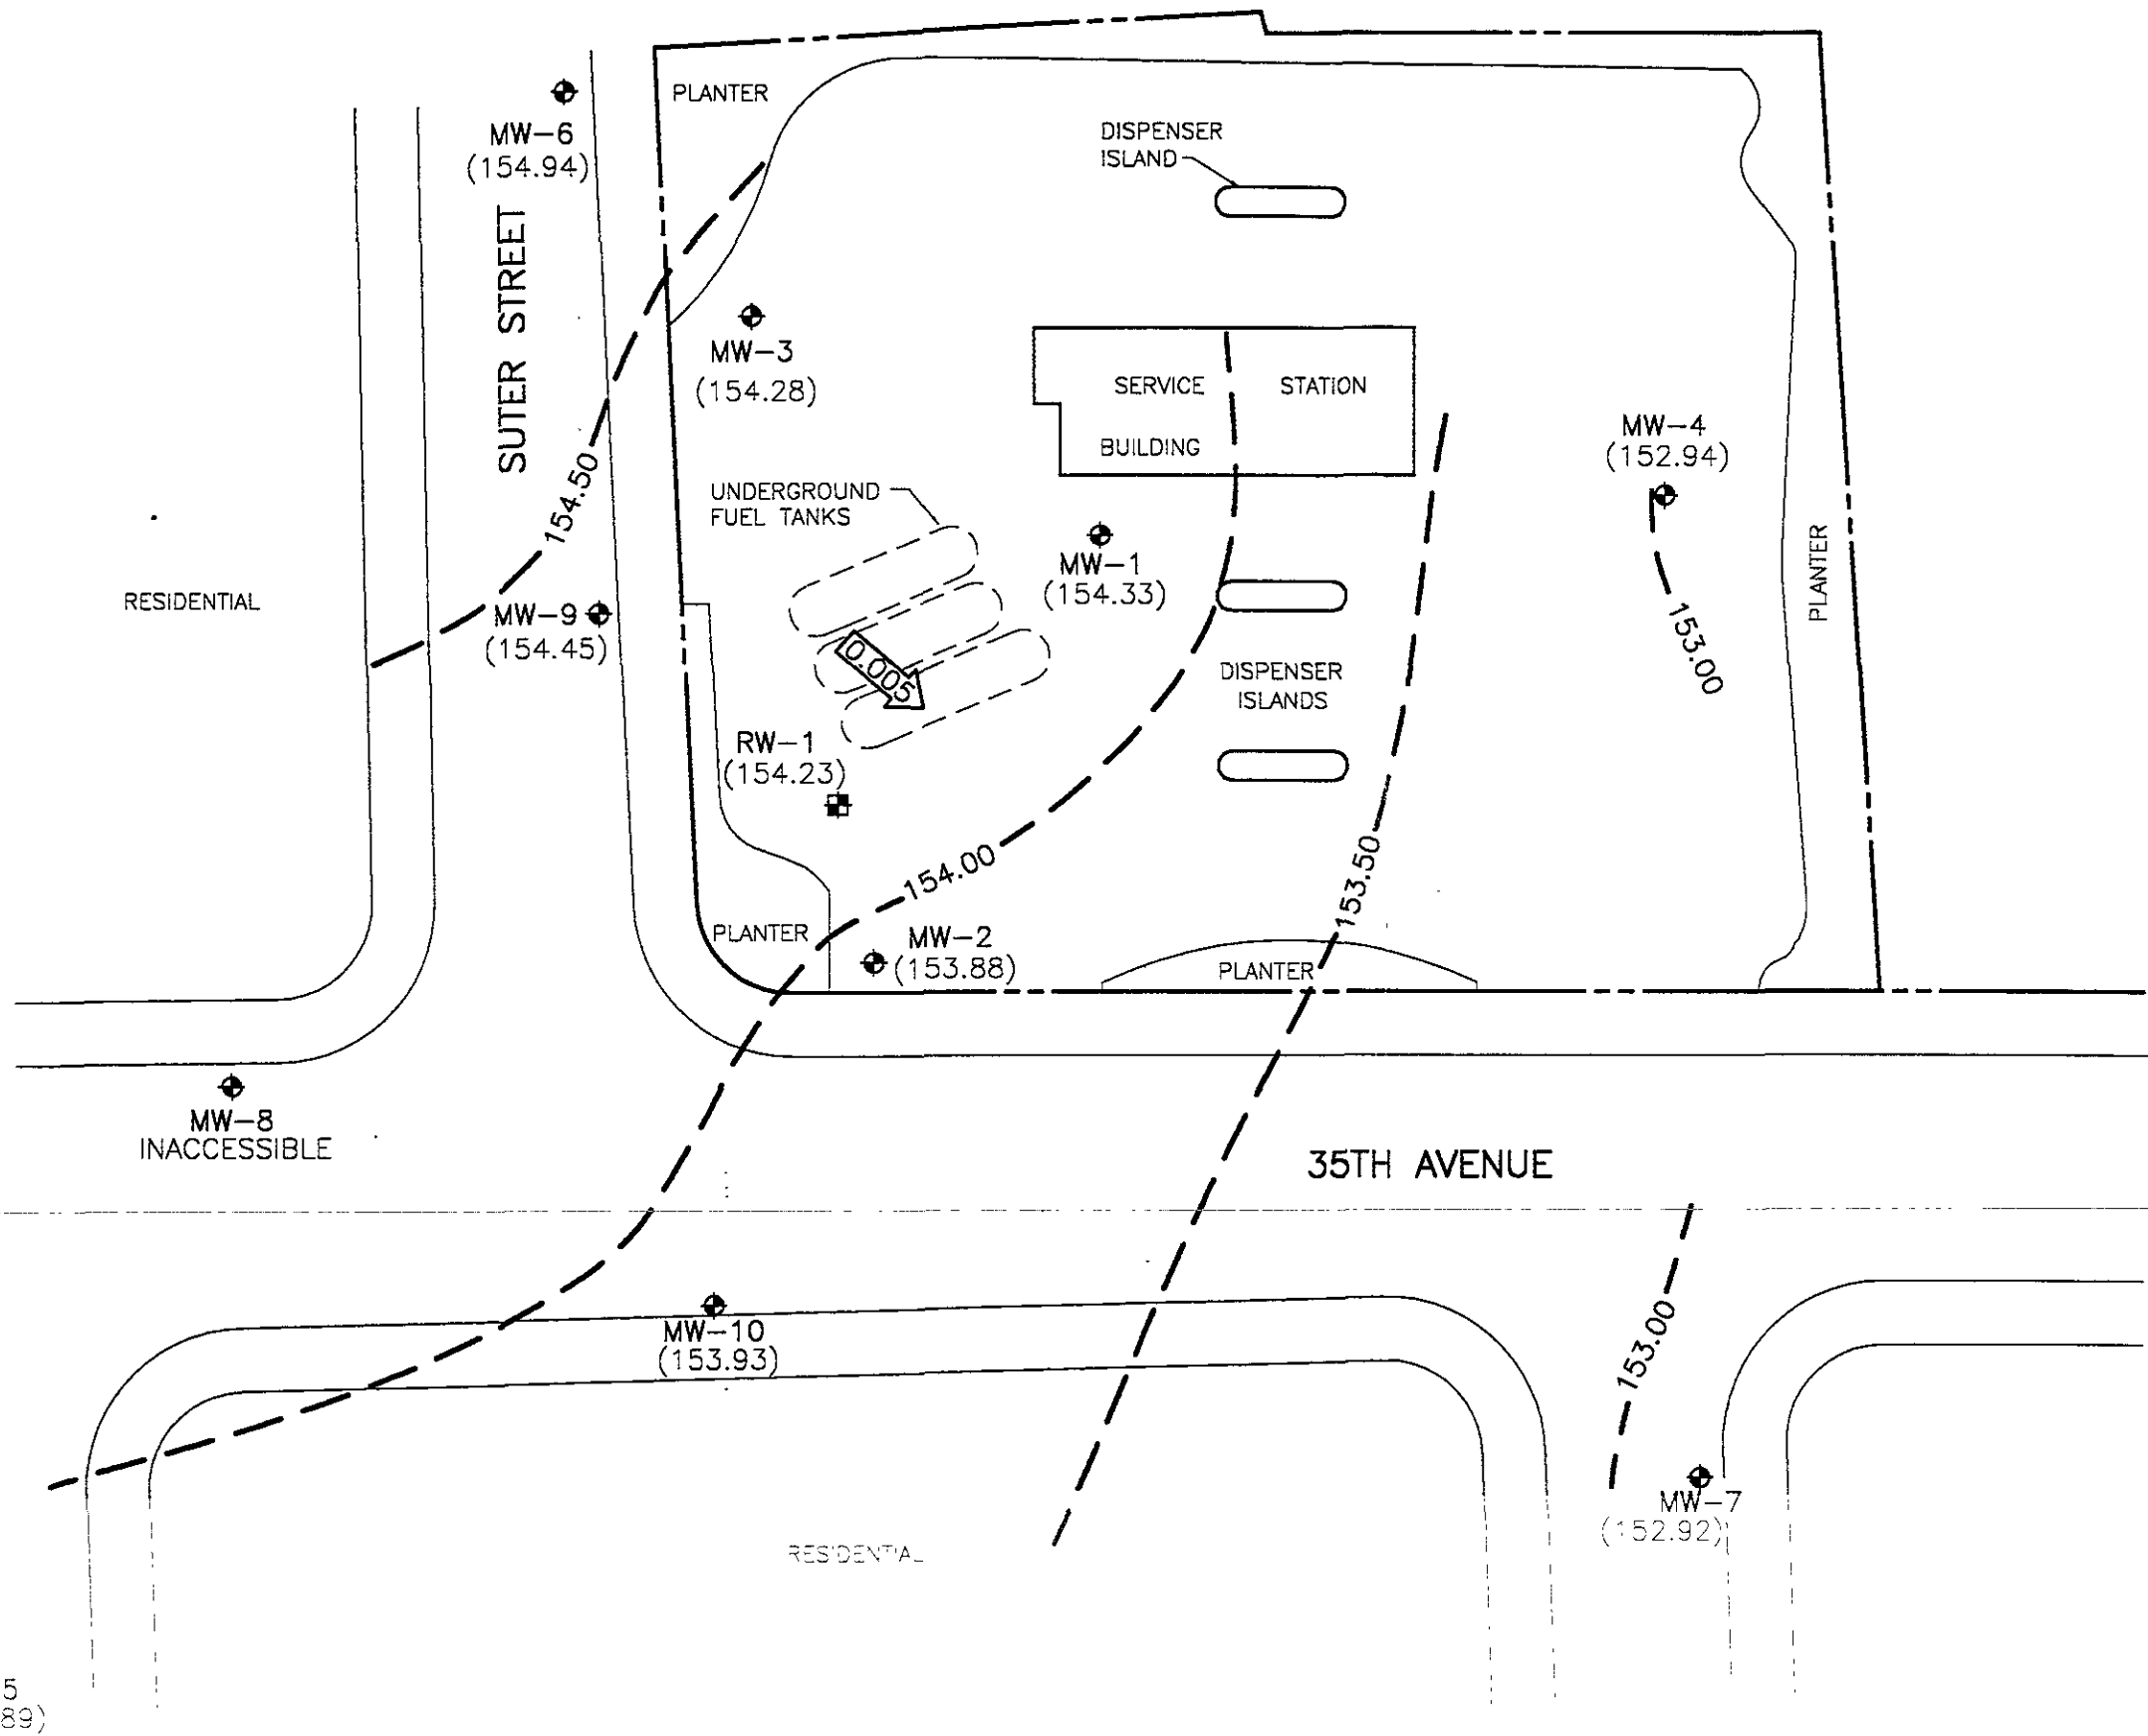 PLANTER
MW-6
(154.94)
DISPENSER
ISLAND
SUTER STREET
MW-3
(154.28)
SERVICE STATION
BUILDING
MW-4
(152.94)
154.50
UNDERGROUND
FUEL TANKS
MW-1
(154.33)
PLANTER
RESIDENTIAL
MW-9
(154.45)
0.005
153.00
DISPENSER
ISLANDS
RW-1
(154.23)
154.00
153.50
PLANTER
MW-2
(153.88)
PLANTER
MW-8
INACCESSIBLE
35TH AVENUE
MW-10
(153.93)
153.00
MW-7
(152.92)
RESIDENTIAL
5
89)